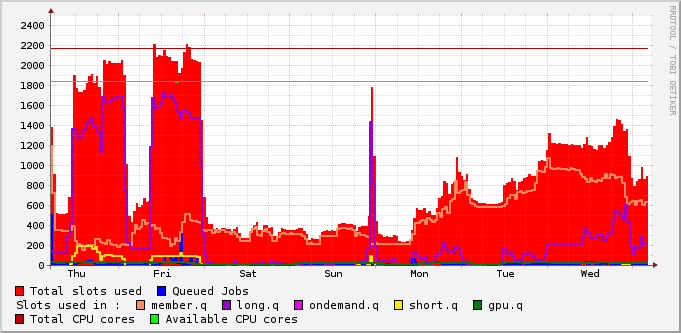 RRDTOOL / TOBI OETIKER
2400
2200
2000
1800
1600
1400
1200
1000
800
600
400
200
0
Thu Fri Sat Sun Mon Tue Wed
Total slots used Queued Jobs
Slots used in : member.q long.q ondemand.q short.q gpu.q
Total CPU cores Available CPU cores